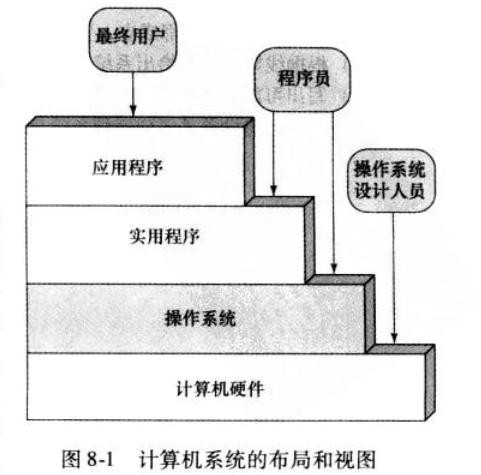 最终用户
程序员
应用程序
操作系统
设计人员
实用程序
操作系统
计算机硬件
图 8-1 计算机系统的布局和视图